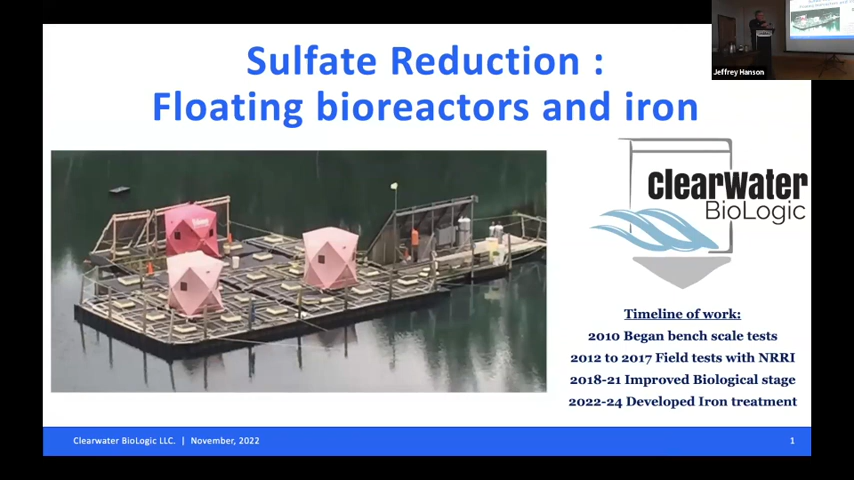 Sulfate Reduction :
Floating bioreactors and iron
Jeffrey Hanson
clearwater
BioLogic
Timeline of work:
2010 Began bench scale tests
2012 to 2017 Field tests with NRRI
2018-21 Improved Biological stage
2022-24 Developed Iron treatment
Clearwater BioLogic LLC. | November, 2022
1